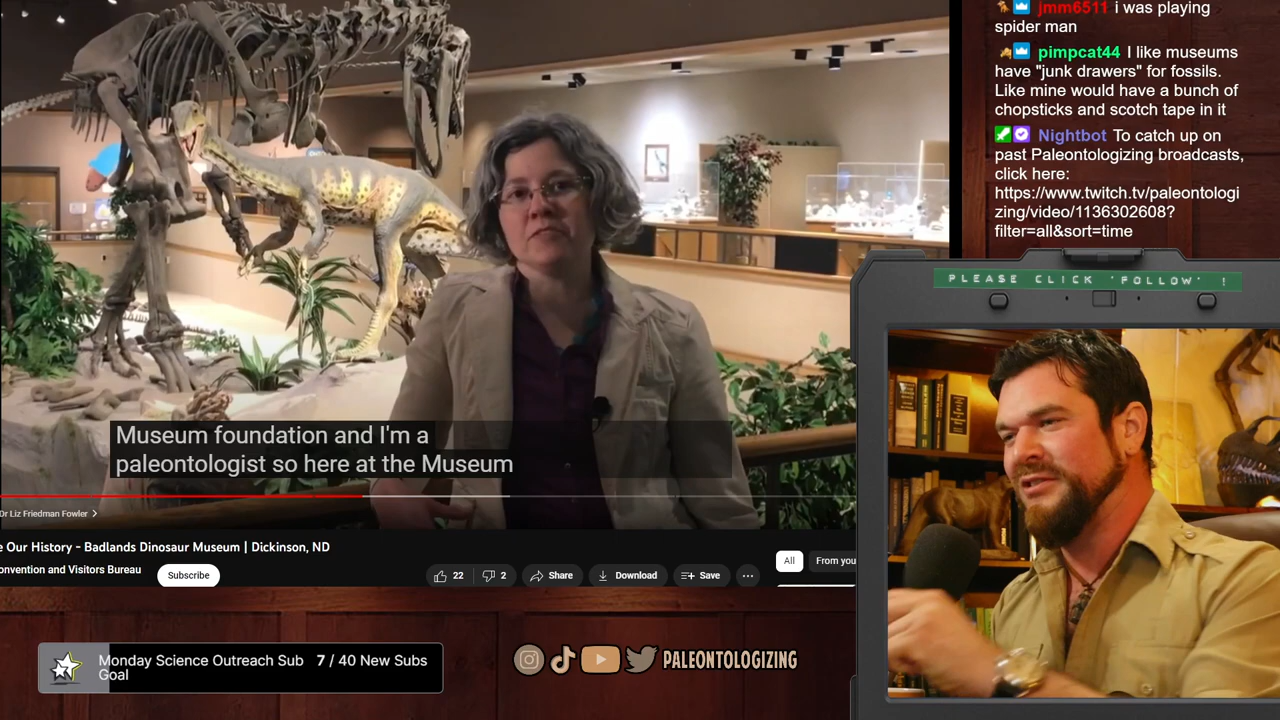 jmm6511 i was playing
spider man
pimpcat44 I like museums
have "junk drawers" for fossils.
Like mine would have a bunch of
chopsticks and scotch tape in it
Nightbot To catch up on
past Paleontologizing broadcasts,
click here:
https://www.twitch.tv/paleontologi
zing/video/1136302608?
filter=all&sort=time
PLEASE CLICK 'FOLLOW' !
Museum foundation and I'm a
paleontologist so here at the Museum
Dr Liz Friedman Fowler >
e Our History - Badlands Dinosaur Museum | Dickinson, ND
onvention and Visitors Bureau
Subscribe
22
2
Share
Download
Save
All
From you
Monday Science Outreach Sub
Goal
7 / 40 New Subs
PALEONTOLOGIZING